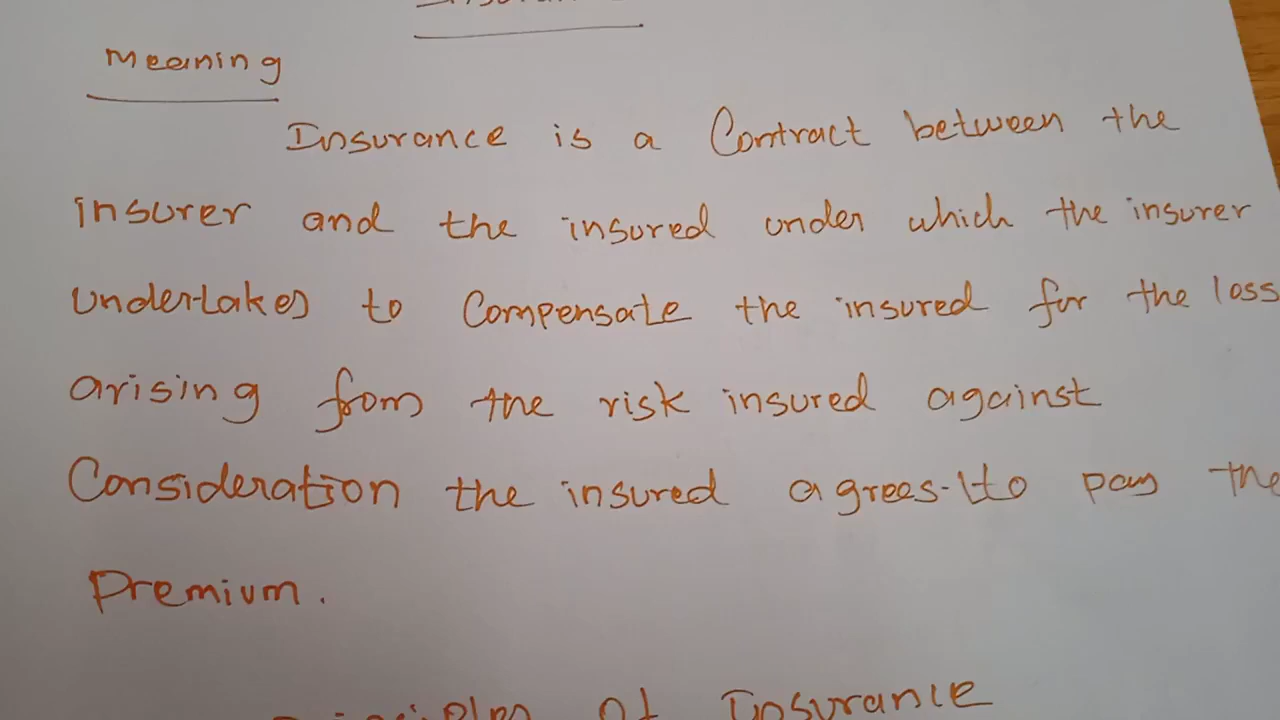 Meaning
Insurance is a Contract between the
insurer and the insured under which the insurer
undertakes to Compensate the insured for the loss
arising from the risk insured against
Consideration the insured agrees to pay the
Premium.
Principles of Insurance